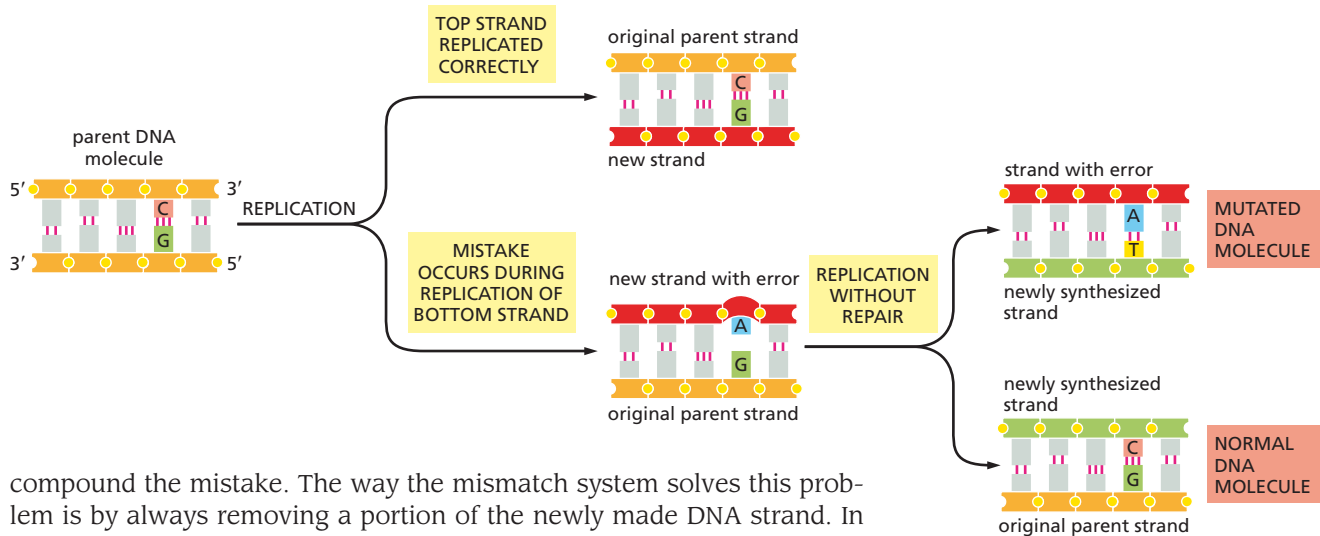 TOP STRAND
REPLICATED
CORRECTLY
original parent strand
C
G
new strand
parent DNA
molecule
5′ 3′
C
G
3′ 5′
REPLICATION
MISTAKE
OCCURS DURING
REPLICATION OF
BOTTOM STRAND
new strand with error
A
G
original parent strand
REPLICATION
WITHOUT
REPAIR
strand with error
A
T
newly synthesized
strand
MUTATED
DNA
MOLECULE
newly synthesized
strand
C
G
original parent strand
NORMAL
DNA
MOLECULE
compound the mistake. The way the mismatch system solves this prob-
lem is by always removing a portion of the newly made DNA strand. In